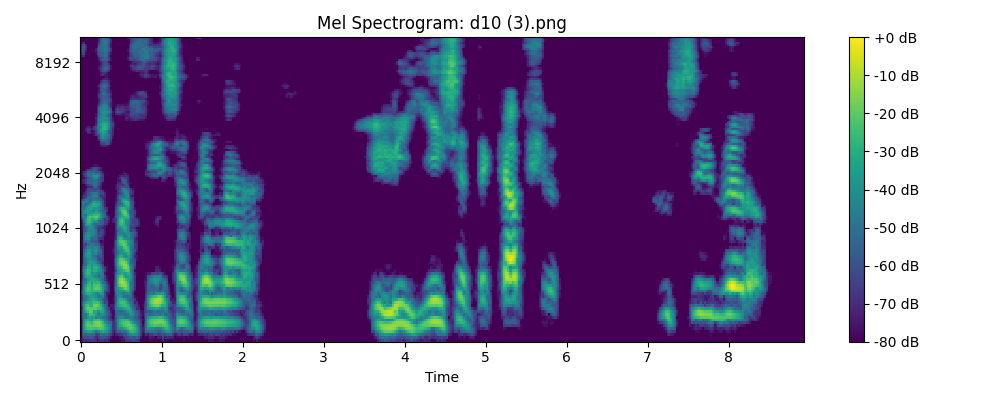 Mel Spectrogram: d10 (3).png
8192
4096
2048
1024
512
0
Hz
0 1 2 3 4 5 6 7 8
Time
+0 dB
-10 dB
-20 dB
-30 dB
-40 dB
-50 dB
-60 dB
-70 dB
-80 dB